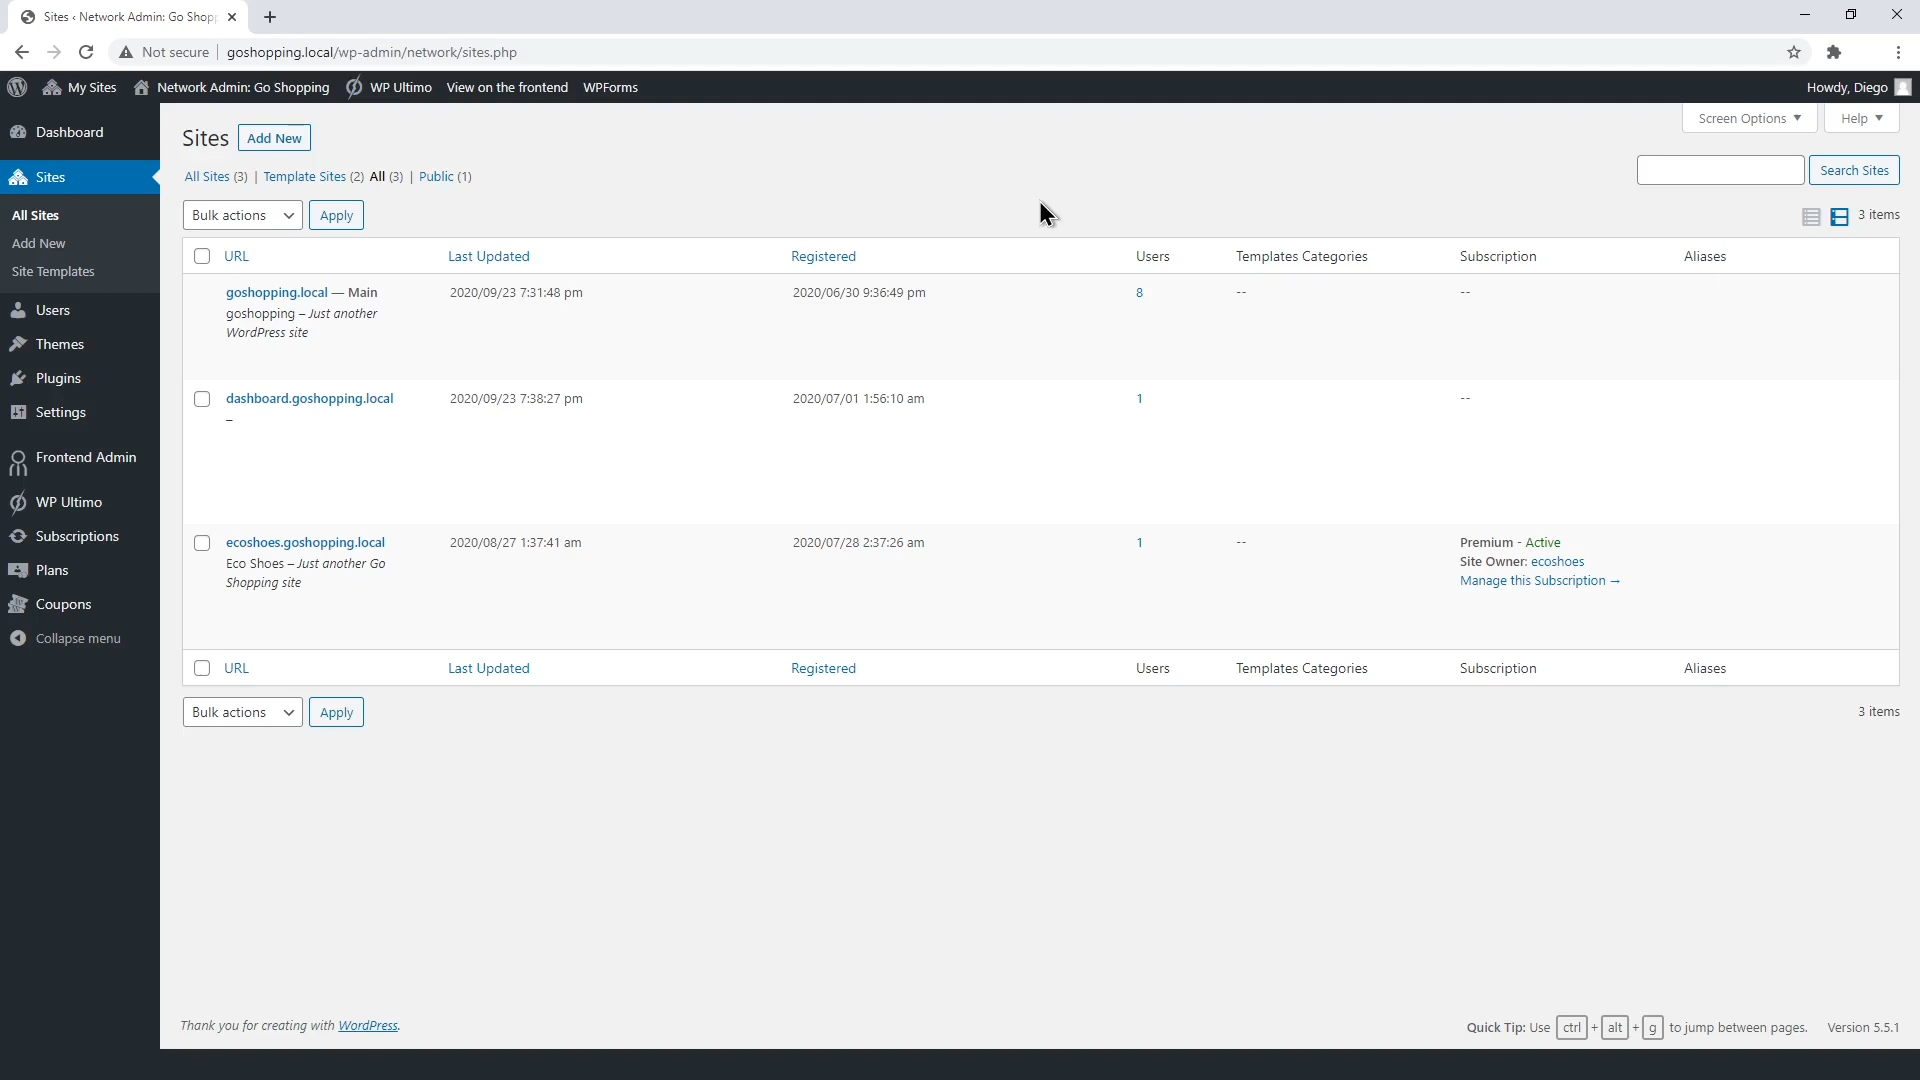 Sites ‹ Network Admin: Go Shopp
Not secure goshopping.local/wp-admin/network/sites.php
My Sites Network Admin: Go Shopping WP Ultimo View on the frontend WPForms Howdy, Diego
Dashboard
Sites
All Sites
Add New
Site Templates
Users
Themes
Plugins
Settings
Frontend Admin
WP Ultimo
Subscriptions
Plans
Coupons
Collapse menu
Screen Options Help
Sites Add New
All Sites (3) | Template Sites (2) All (3) | Public (1)
Search Sites
Bulk actions Apply
3 items
URL Last Updated Registered Users Templates Categories Subscription Aliases
goshopping.local — Main 2020/09/23 7:31:48 pm 2020/06/30 9:36:49 pm 8 -- --
goshopping – Just another
WordPress site
dashboard.goshopping.local 2020/09/23 7:38:27 pm 2020/07/01 1:56:10 am 1 --
–
ecoshoes.goshopping.local 2020/08/27 1:37:41 am 2020/07/28 2:37:26 am 1 -- Premium - Active
Eco Shoes – Just another Go Site Owner: ecoshoes
Shopping site Manage this Subscription →
URL Last Updated Registered Users Templates Categories Subscription Aliases
Bulk actions Apply
3 items
Thank you for creating with WordPress.
Quick Tip: Use ctrl + alt + g to jump between pages. Version 5.5.1